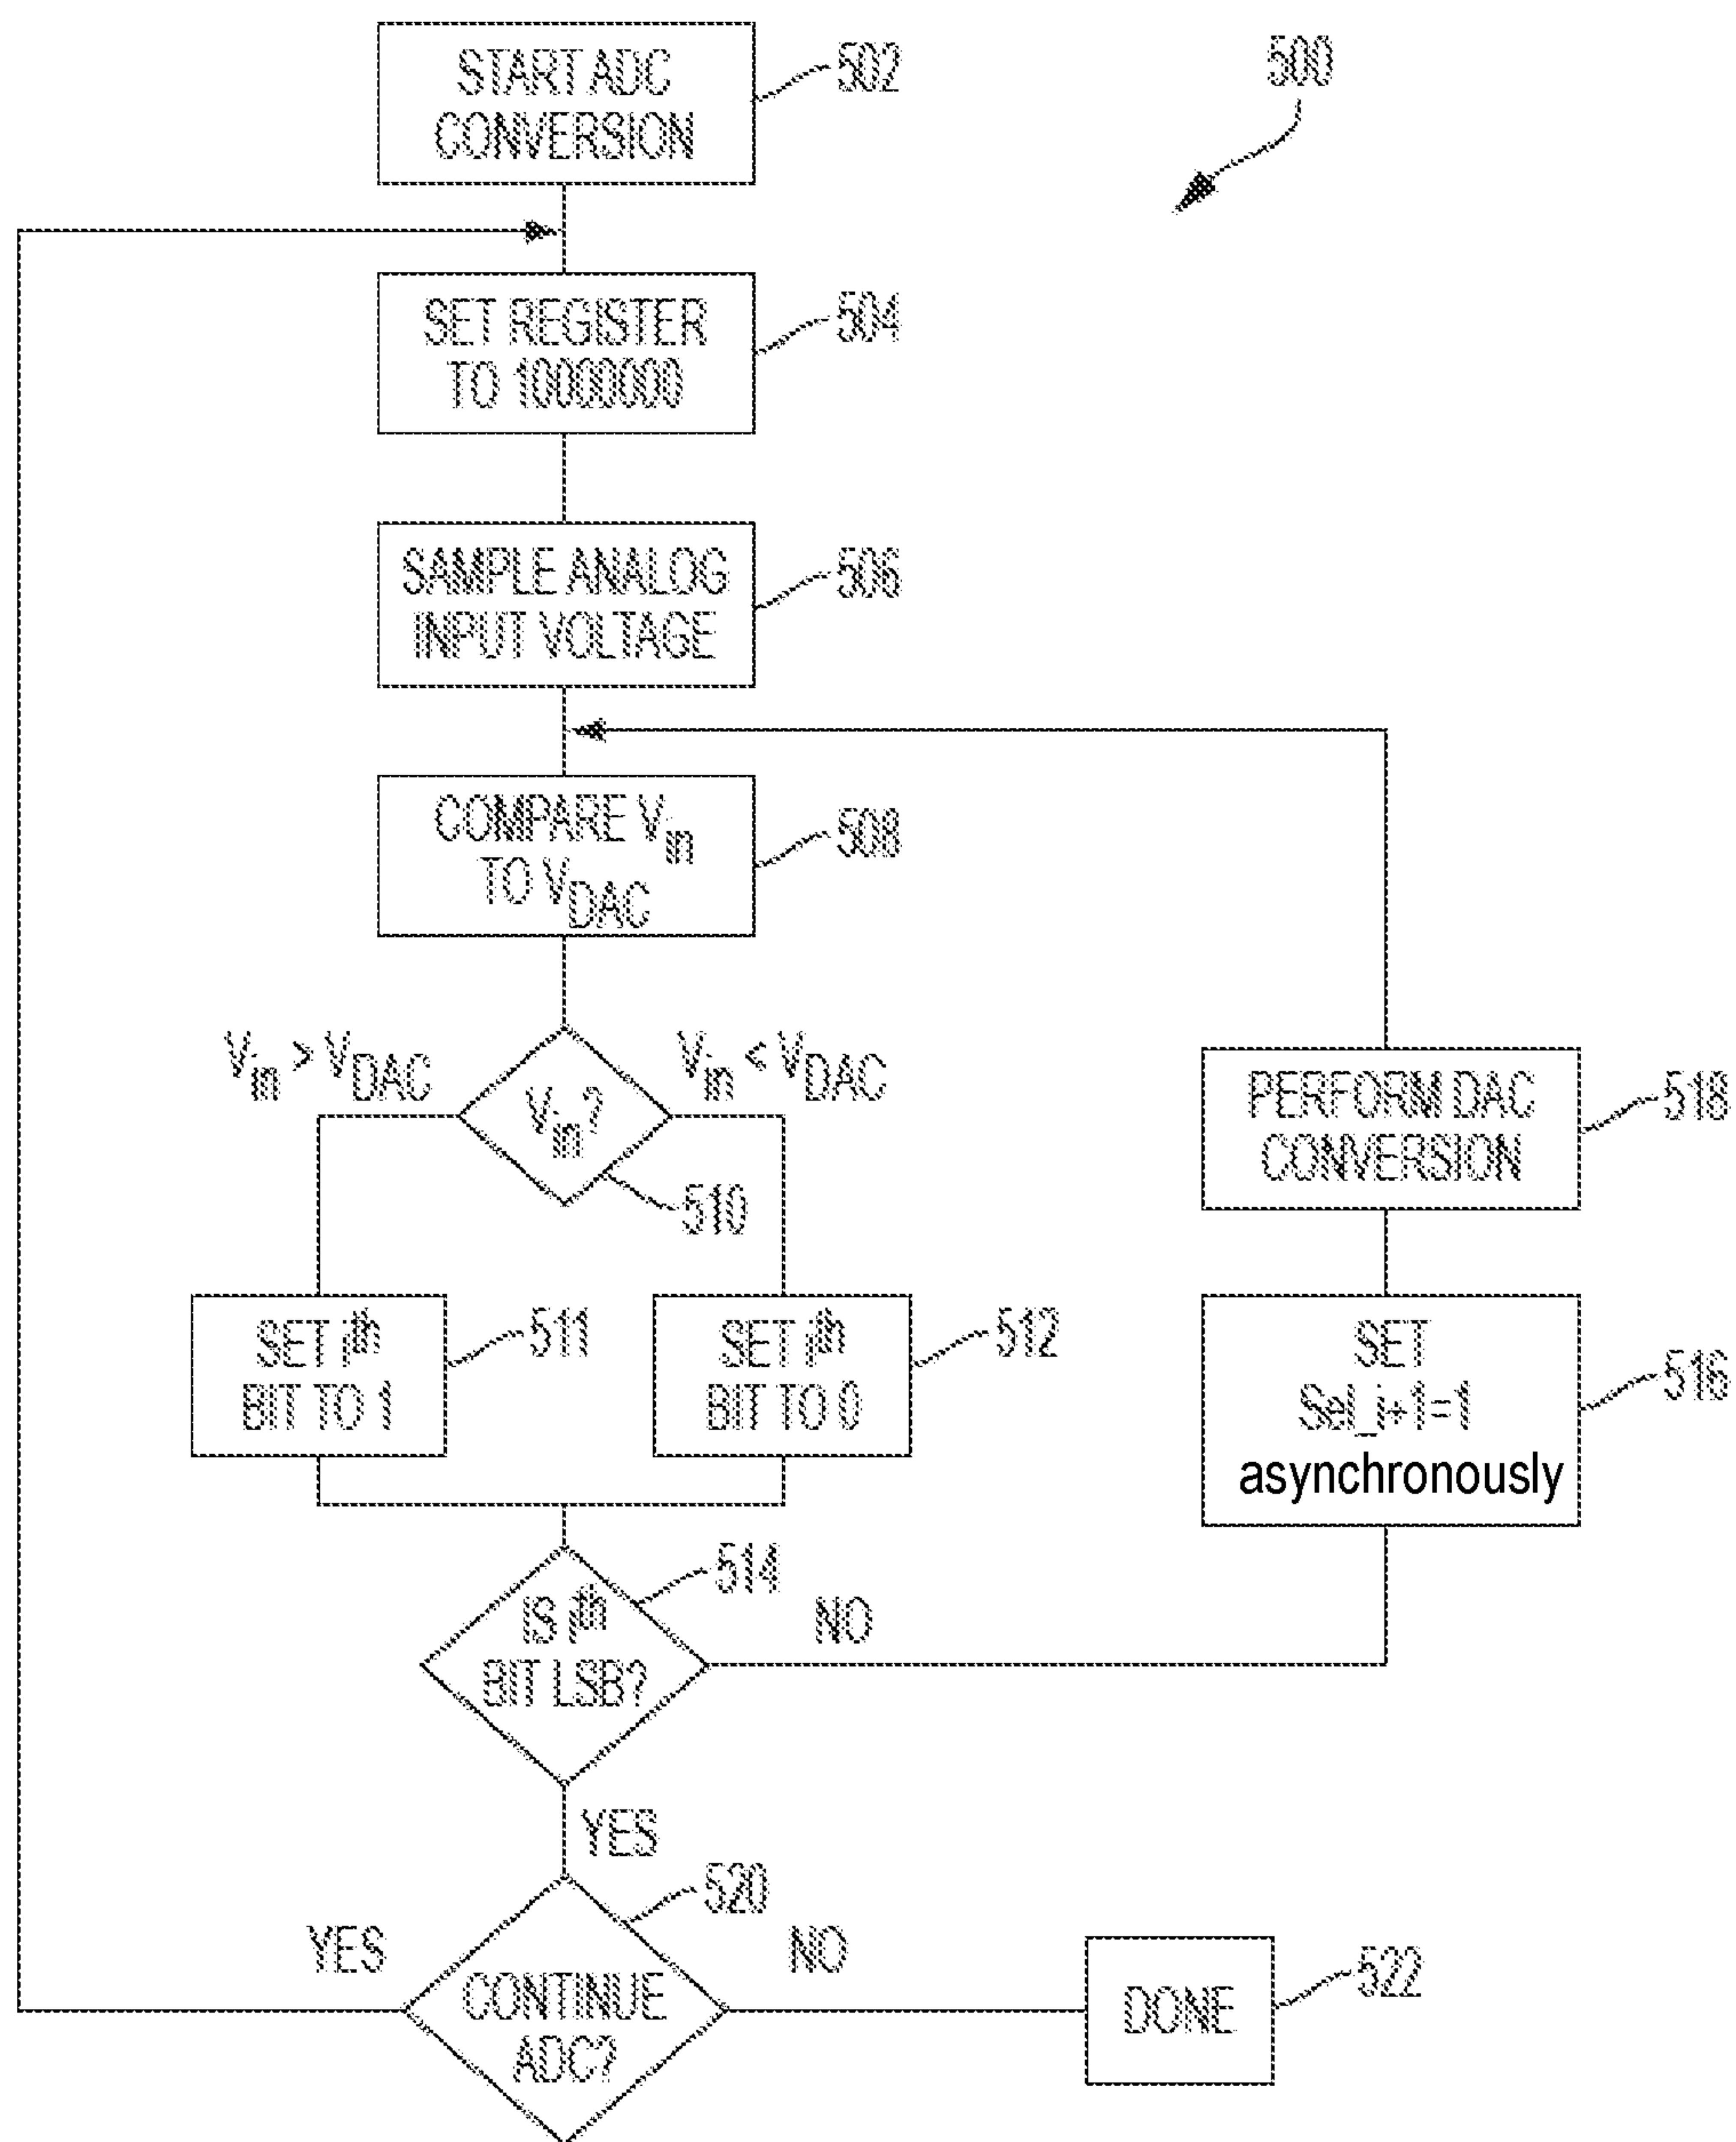 START ADC
CONVERSION
502
500
SET REGISTER
TO 10000000
504
SAMPLE ANALOG
INPUT VOLTAGE
506
COMPARE Vin
TO VDAC
508
Vin > VDAC
Vin < VDAC
Vin?
510
PERFORM DAC
CONVERSION
518
SET ith
BIT TO 1
511
SET ith
BIT TO 0
512
SET
Sel_i+1=1
asynchronously
516
IS ith
BIT LSB?
514
NO
YES
CONTINUE
ADC?
520
YES
NO
DONE
522